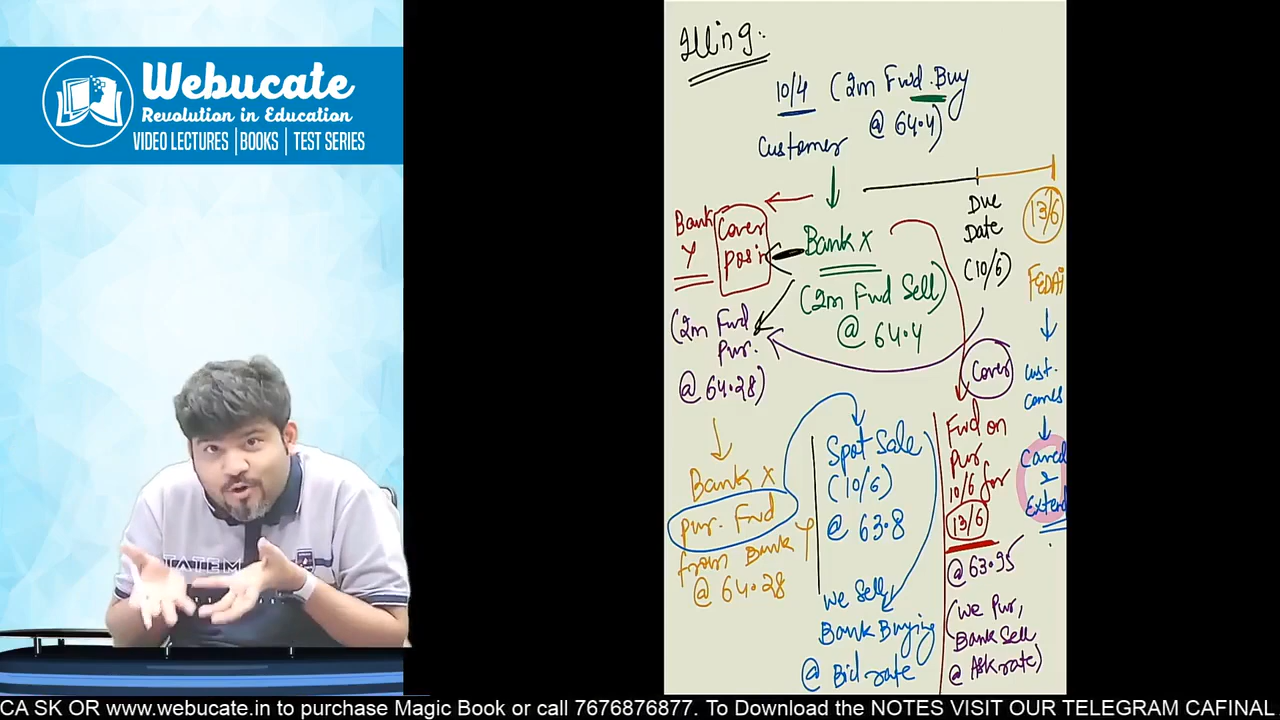 Webucate
Revolution in Education
VIDEO LECTURES | BOOKS | TEST SERIES
10/4 (2m Fwd. Buy
@ 64.4)
Customer
Bank
Y
Cover
posi
Bank X
(2m Fwd Sell)
@ 64.4
Due
Date
(10/6)
13/6
FEDAi
cust.
comes
Cancel
&
Extend
(2m Fwd
Pur.
@ 64.28)
Bank X
pur. Fwd
from Bank Y
@ 64.28
Spot Sale
(10/6)
@ 63.8
we sell,
Bank Buying
@ Bid rate
Cover
Fwd on
pur
10/6 for
13/6
@ 63.95
(we Pur,
Bank Sell
@ Ask rate)
CA SK OR www.webucate.in to purchase Magic Book or call 7676876877. To Download the NOTES VISIT OUR TELEGRAM CAFINAL